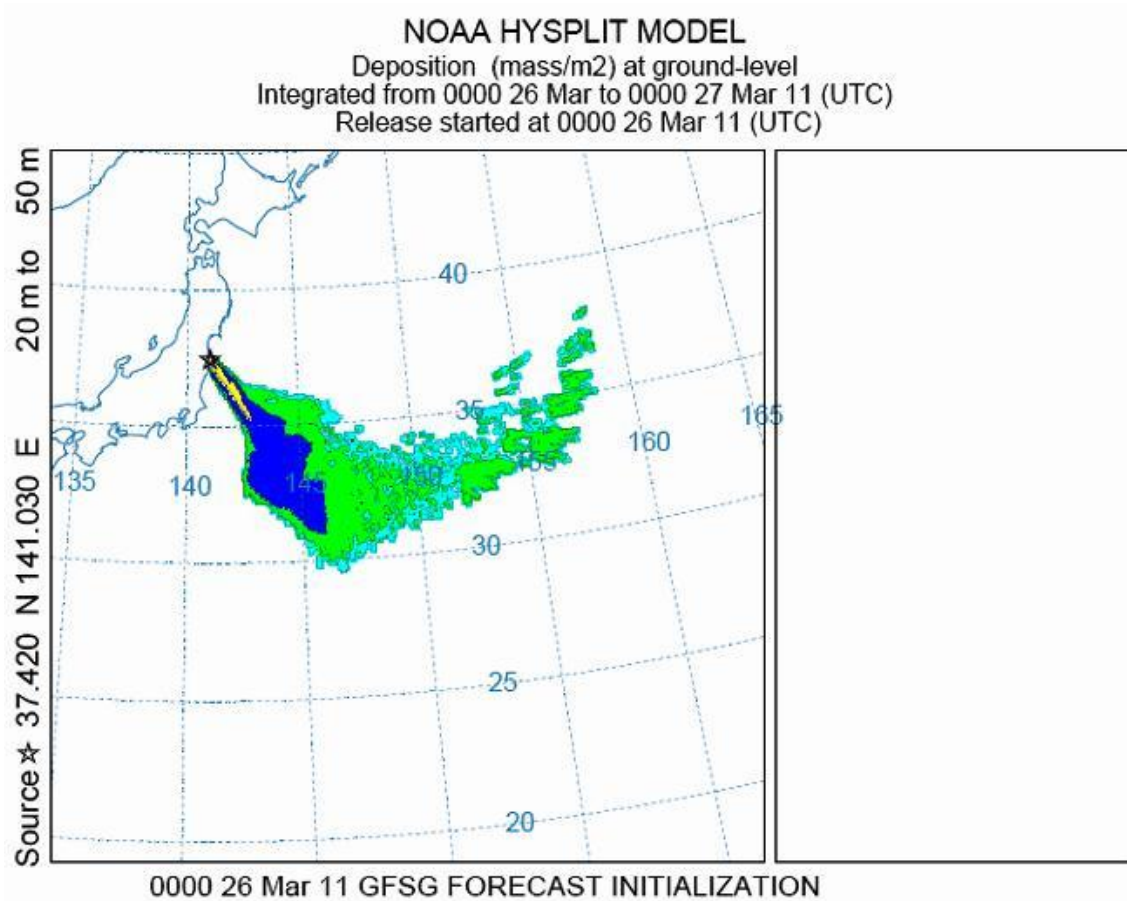 NOAA HYSPLIT MODEL
Deposition (mass/m2) at ground-level
Integrated from 0000 26 Mar to 0000 27 Mar 11 (UTC)
Release started at 0000 26 Mar 11 (UTC)
Source ☆ 37.420 N 141.030 E 20 m to 50 m
40
35
165
160
155
150
145
140
135
30
25
20
0000 26 Mar 11 GFSG FORECAST INITIALIZATION